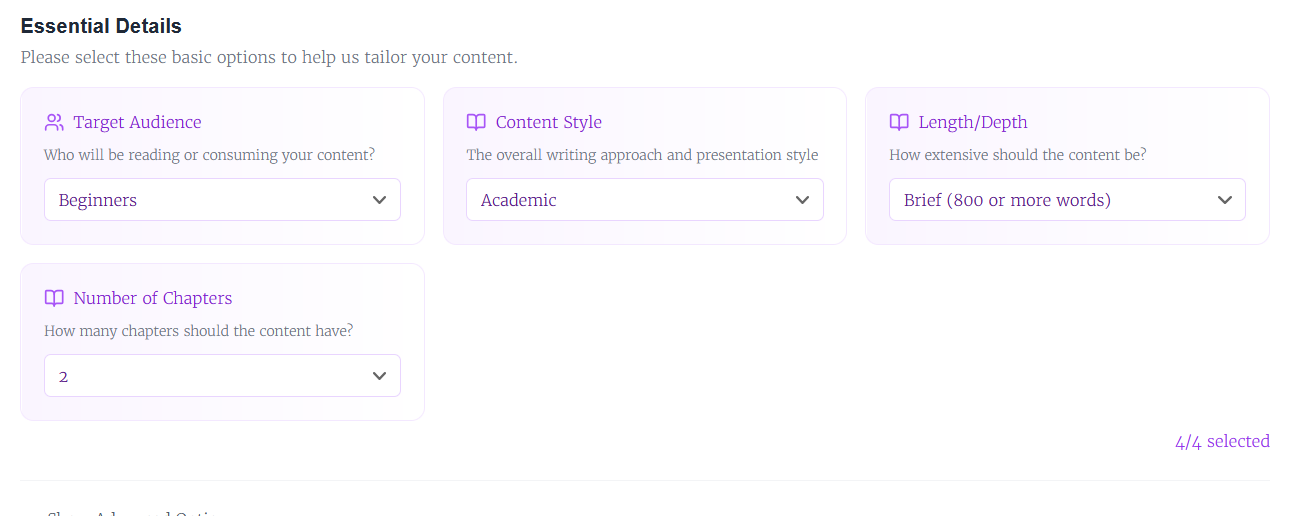 Essential Details
Please select these basic options to help us tailor your content.
Target Audience
Who will be reading or consuming your content?
Beginners
Content Style
The overall writing approach and presentation style
Academic
Length/Depth
How extensive should the content be?
Brief (800 or more words)
Number of Chapters
How many chapters should the content have?
2
4/4 selected